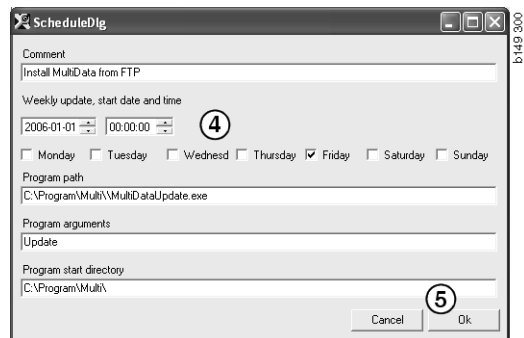 ScheduleDlg
b149 300
Comment
Install MultiData from FTP
Weekly update, start date and time
2006-01-01 00:00:00 4
Monday Tuesday Wednesd Thursday Friday Saturday Sunday
Program path
C:\Program\Multi\\MultiDataUpdate.exe
Program arguments
Update
Program start directory
C:\Program\Multi\
5
Cancel Ok